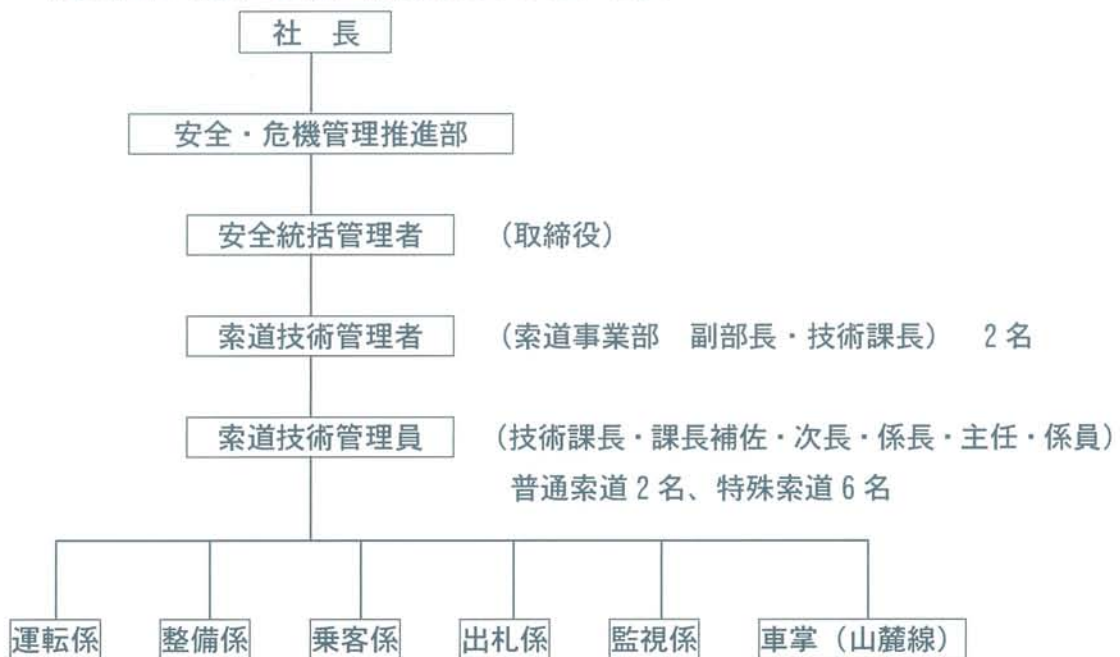 社　長
安全・危機管理推進部
安全統括管理者　（取締役）
索道技術管理者　（索道事業部　副部長・技術課長）　2名
索道技術管理員　（技術課長・課長補佐・次長・係長・主任・係員）
普通索道2名、特殊索道6名
運転係　整備係　乗客係　出札係　監視係　車掌（山麓線）